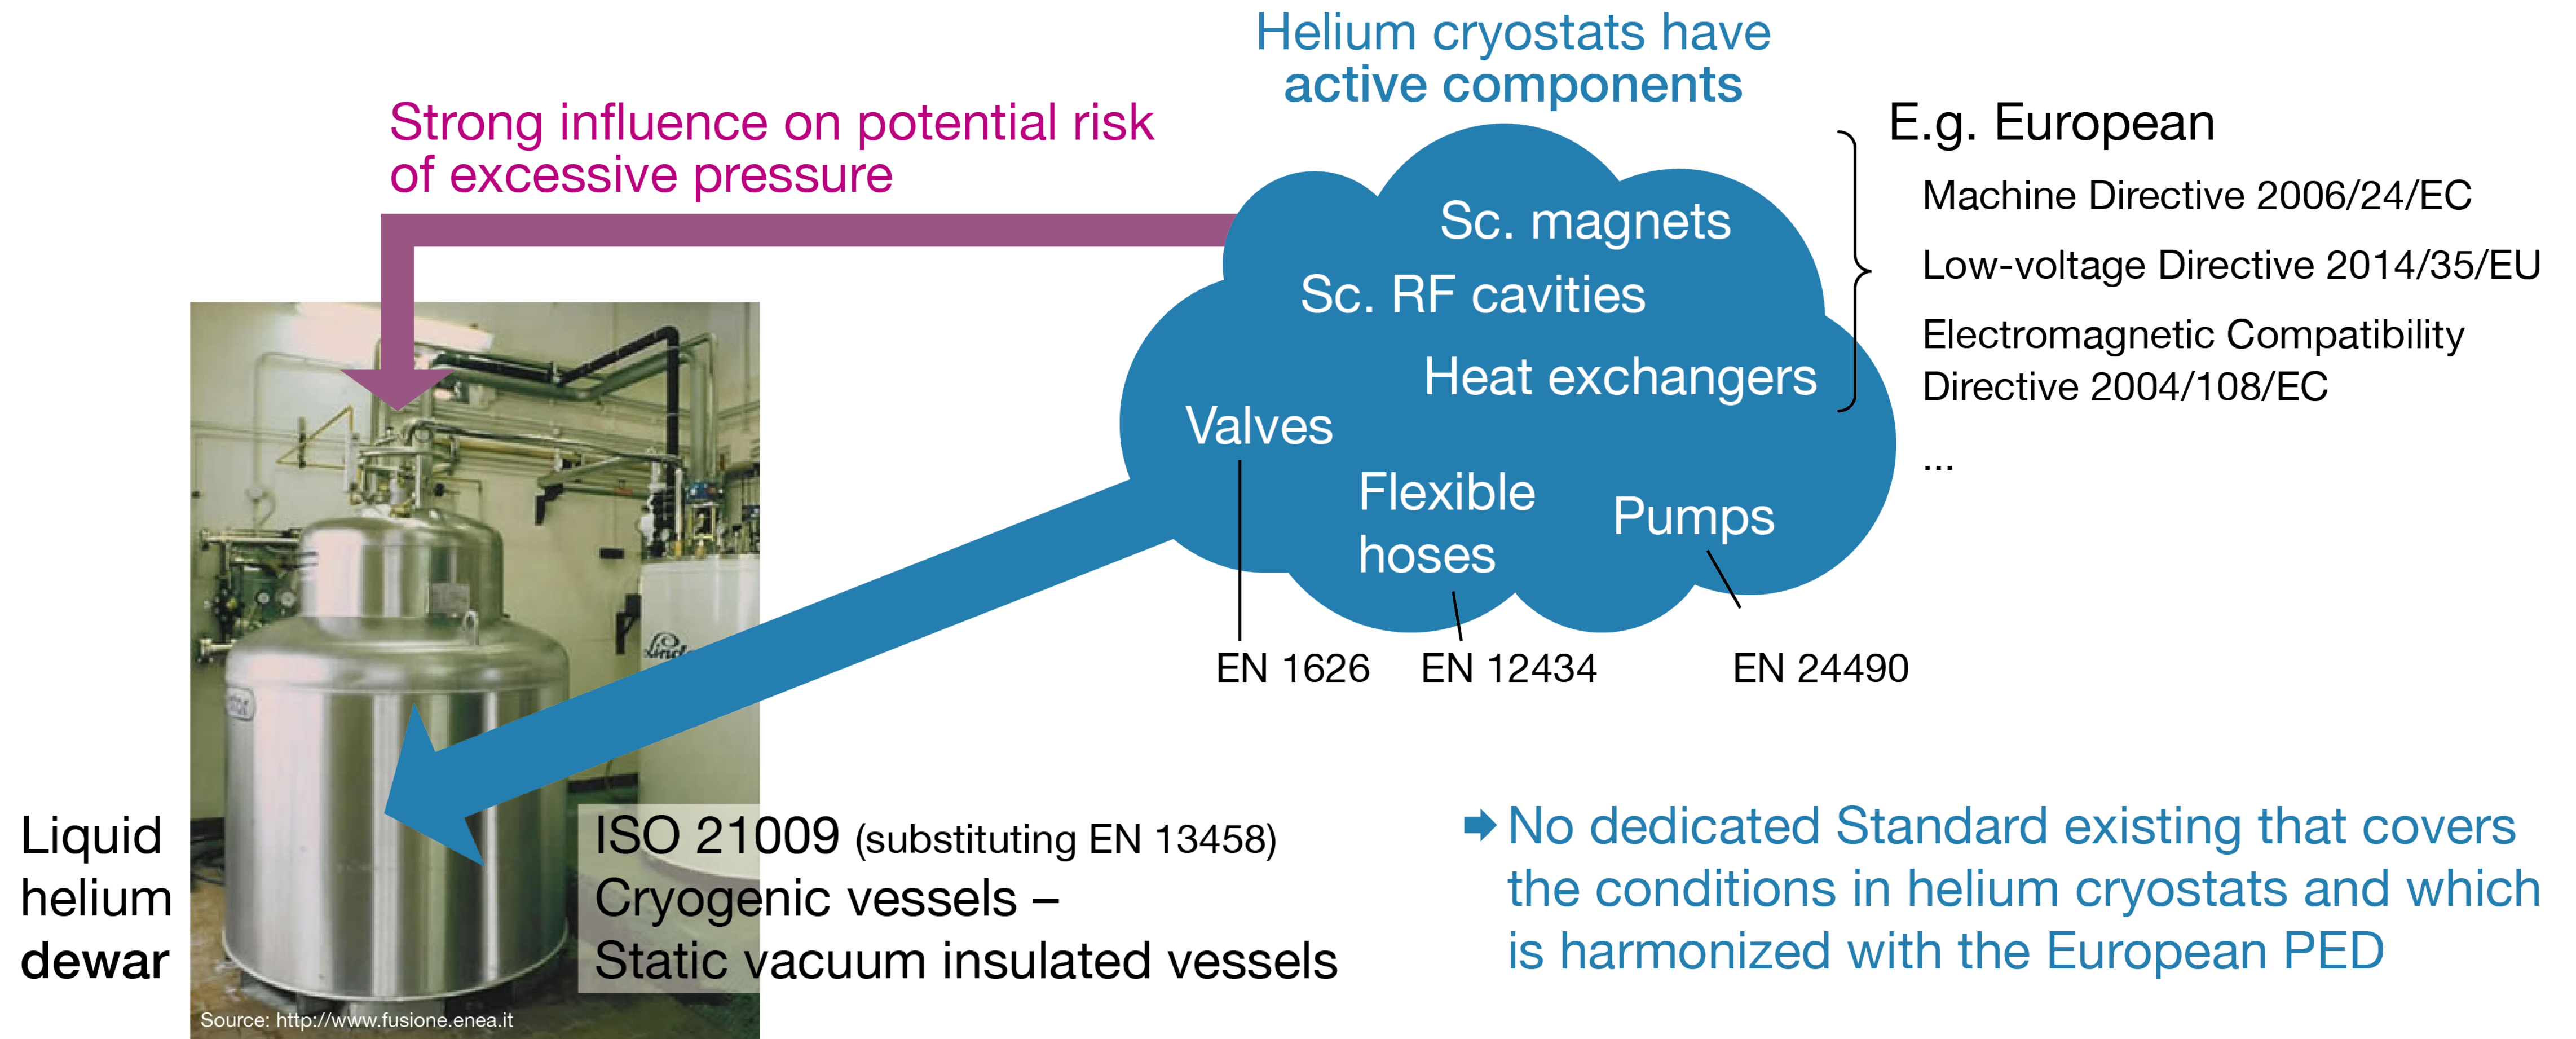 Helium cryostats have
active components
Strong influence on potential risk
of excessive pressure
E.g. European
Machine Directive 2006/24/EC
Low-voltage Directive 2014/35/EU
Electromagnetic Compatibility
Directive 2004/108/EC
...
Sc. magnets
Sc. RF cavities
Heat exchangers
Valves
Flexible
hoses
Pumps
EN 1626
EN 12434
EN 24490
Linde
Liquid
helium
dewar
ISO 21009 (substituting EN 13458)
Cryogenic vessels –
Static vacuum insulated vessels
No dedicated Standard existing that covers
the conditions in helium cryostats and which
is harmonized with the European PED
Source: http://www.fusione.enea.it